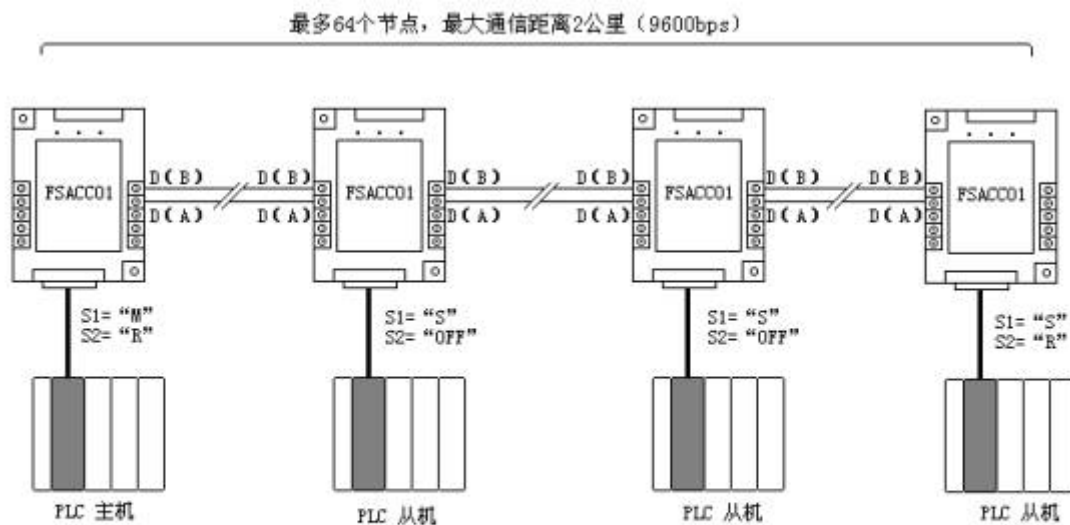 最多64个节点，最大通信距离2公里（9600bps）
D(B) D(B) D(B) D(B) D(B) D(B)
FSACC01 FSACC01 FSACC01 FSACC01
D(A) D(A) D(A) D(A) D(A) D(A)
S1=“M” S1=“S” S1=“S” S1=“S”
S2=“R” S2=“OFF” S2=“OFF” S2=“R”
PLC 主机 PLC 从机 PLC 从机 PLC 从机